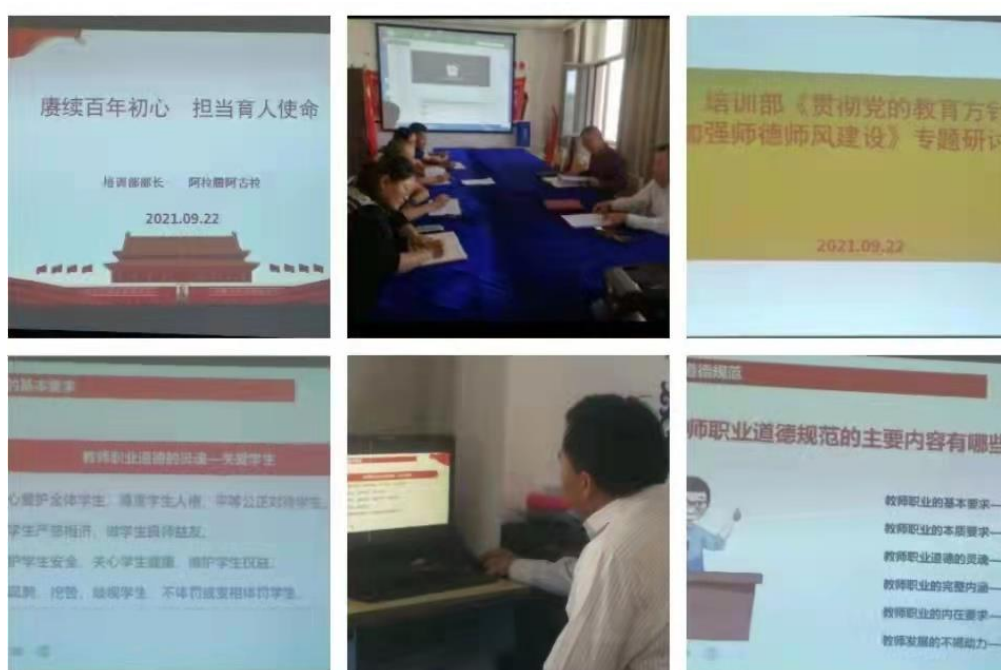 赓续百年初心 担当育人使命
培训部部长 阿拉腾阿古拉
2021.09.22
培训部《贯彻党的教育方针
加强师德师风建设》专题研讨
2021.09.22
的基本要求
教师职业道德的灵魂—关爱学生
心爱护全体学生，尊重学生人格，平等公正对待学生。
学生严慈相济，做学生良师益友。
护学生安全，关心学生健康，维护学生权益。
讽刺、挖苦、歧视学生，不体罚或变相体罚学生。
道德规范
师职业道德规范的主要内容有哪些
教师职业的基本要求—
教师职业的本质要求—
教师职业道德的灵魂—
教师职业的完整内涵—
教师职业的内在要求—
教师发展的不竭动力—